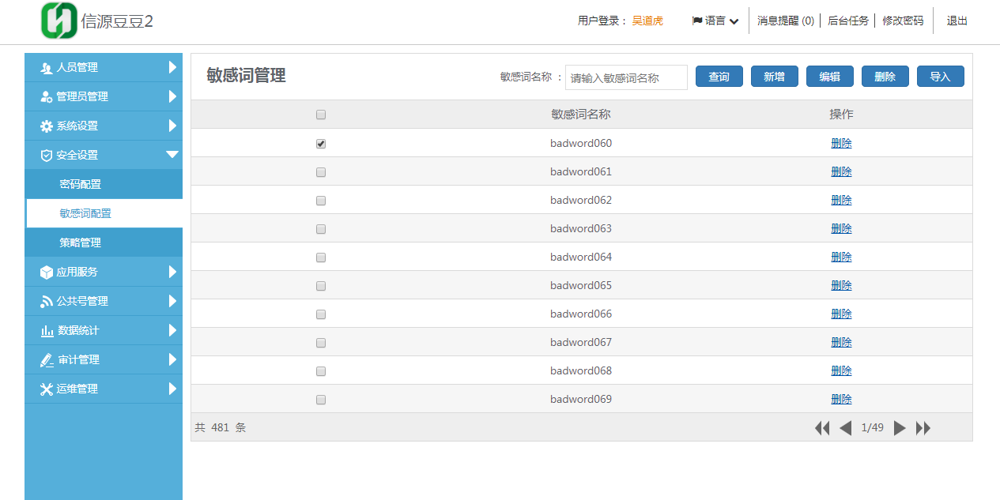 信源豆豆2
用户登录： 吴道虎 语言 消息提醒 (0) 后台任务 修改密码 退出
人员管理
管理员管理
系统设置
安全设置
密码配置
敏感词配置
策略管理
应用服务
公共号管理
数据统计
审计管理
运维管理
敏感词管理 敏感词名称 ： 请输入敏感词名称 查询 新增 编辑 删除 导入
敏感词名称 操作
badword060 删除
badword061 删除
badword062 删除
badword063 删除
badword064 删除
badword065 删除
badword066 删除
badword067 删除
badword068 删除
badword069 删除
共 481 条 1/49